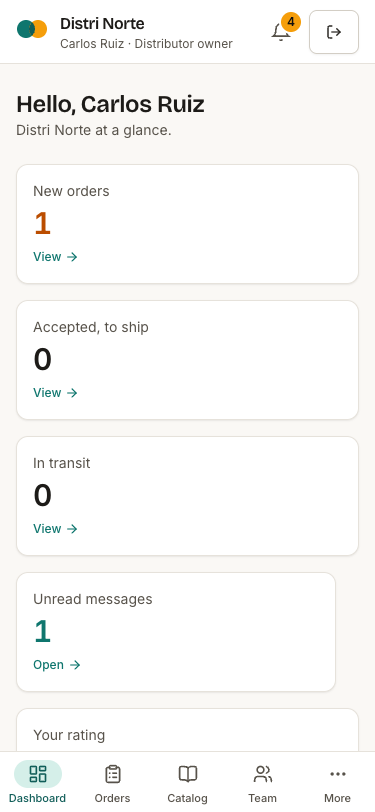 Distri Norte
Carlos Ruiz · Distributor owner
4
Hello, Carlos Ruiz
Distri Norte at a glance.
New orders
1
View →
Accepted, to ship
0
View →
In transit
0
View →
Unread messages
1
Open →
Your rating
Dashboard
Orders
Catalog
Team
More